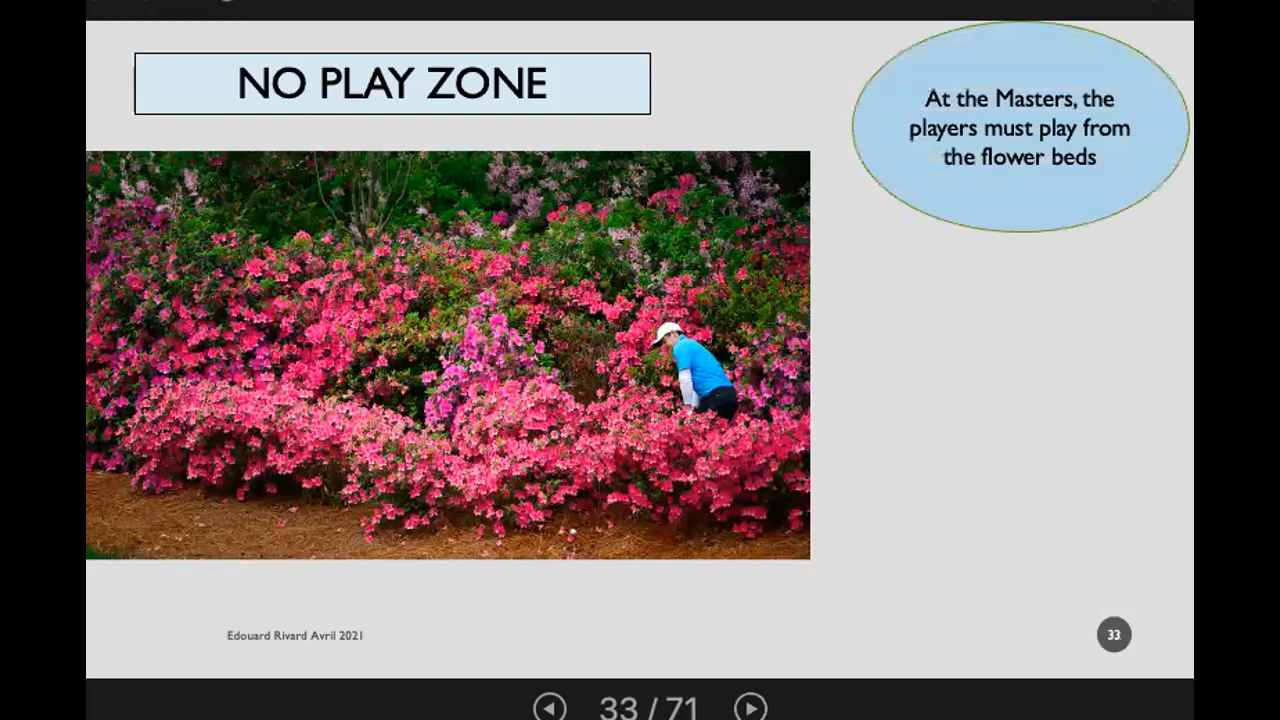 NO PLAY ZONE
At the Masters, the
players must play from
the flower beds
Edouard Rivard Avril 2021
33
33 / 71